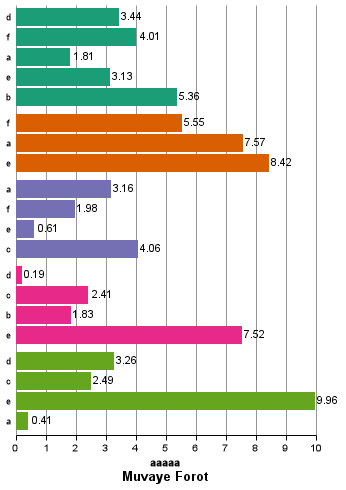 d 3.44
f 4.01
a 1.81
e 3.13
b 5.36
f 5.55
a 7.57
e 8.42
a 3.16
f 1.98
e 0.61
c 4.06
d 0.19
c 2.41
b 1.83
e 7.52
d 3.26
c 2.49
e 9.96
a 0.41
0 1 2 3 4 5 6 7 8 9 10
aaaaa
Muvaye Forot